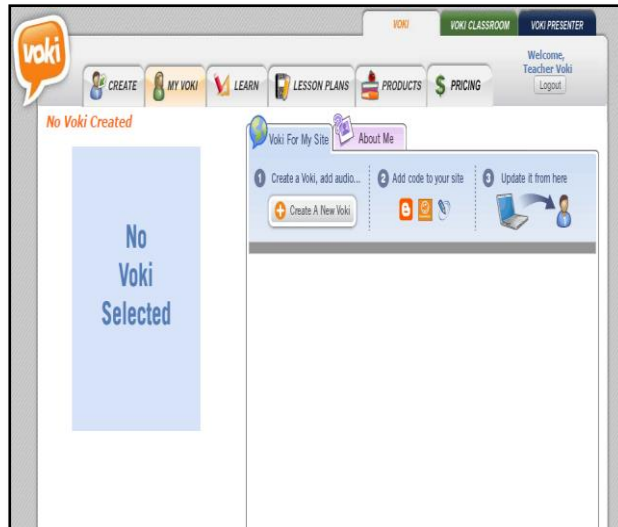 VOKI
VOKI CLASSROOM
VOKI PRESENTER
voki
CREATE
MY VOKI
LEARN
LESSON PLANS
PRODUCTS
$ PRICING
Welcome,
Teacher Voki
Logout
No Voki Created
No
Voki
Selected
Voki For My Site
About Me
1 Create a Voki, add audio...
Create A New Voki
2 Add code to your site
3 Update it from here